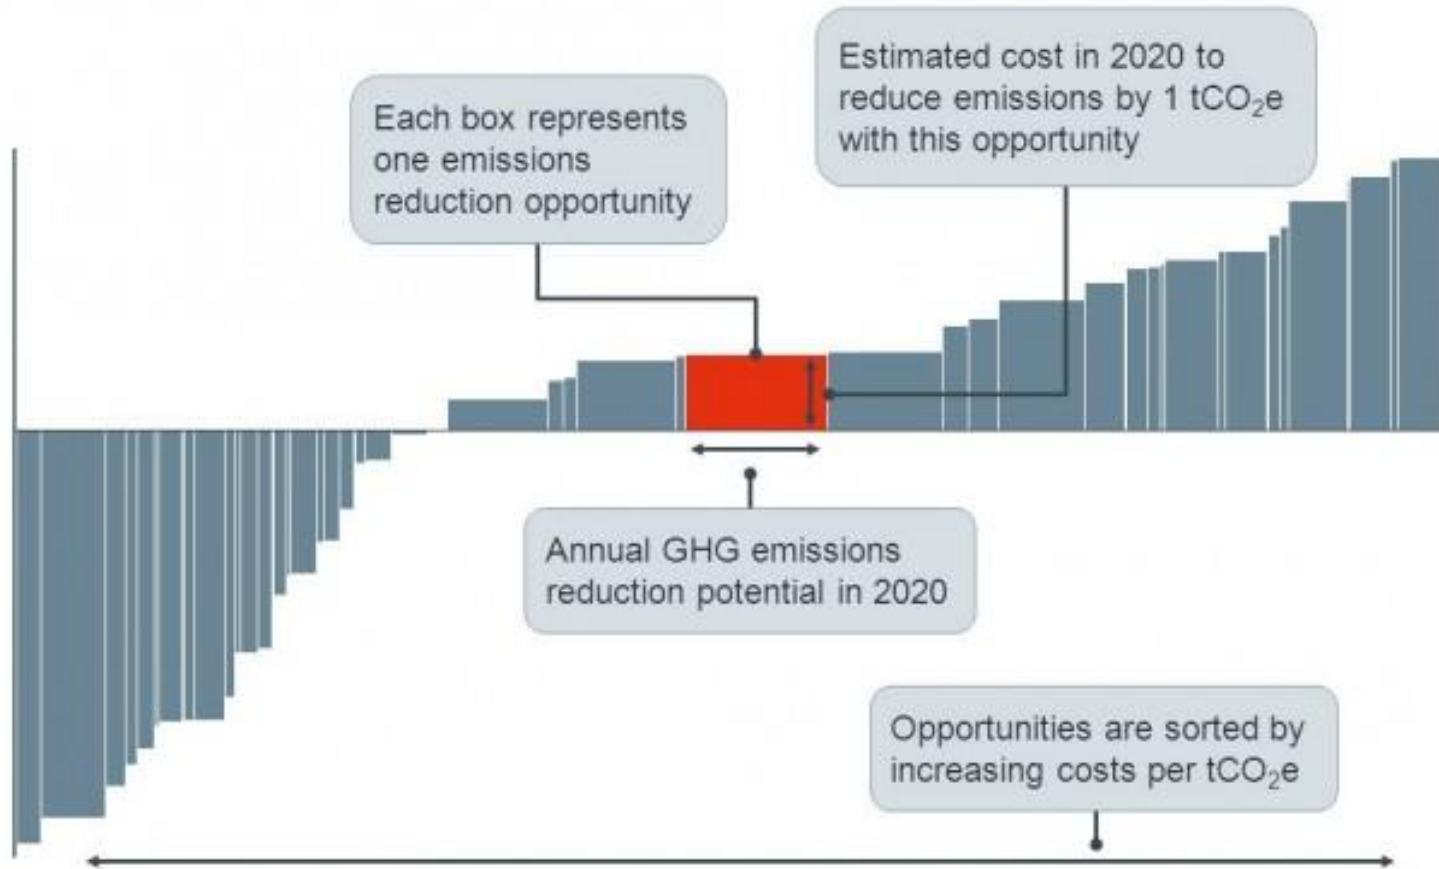 Each box represents
one emissions
reduction opportunity
Estimated cost in 2020 to
reduce emissions by 1 tCO₂e
with this opportunity
Annual GHG emissions
reduction potential in 2020
Opportunities are sorted by
increasing costs per tCO₂e